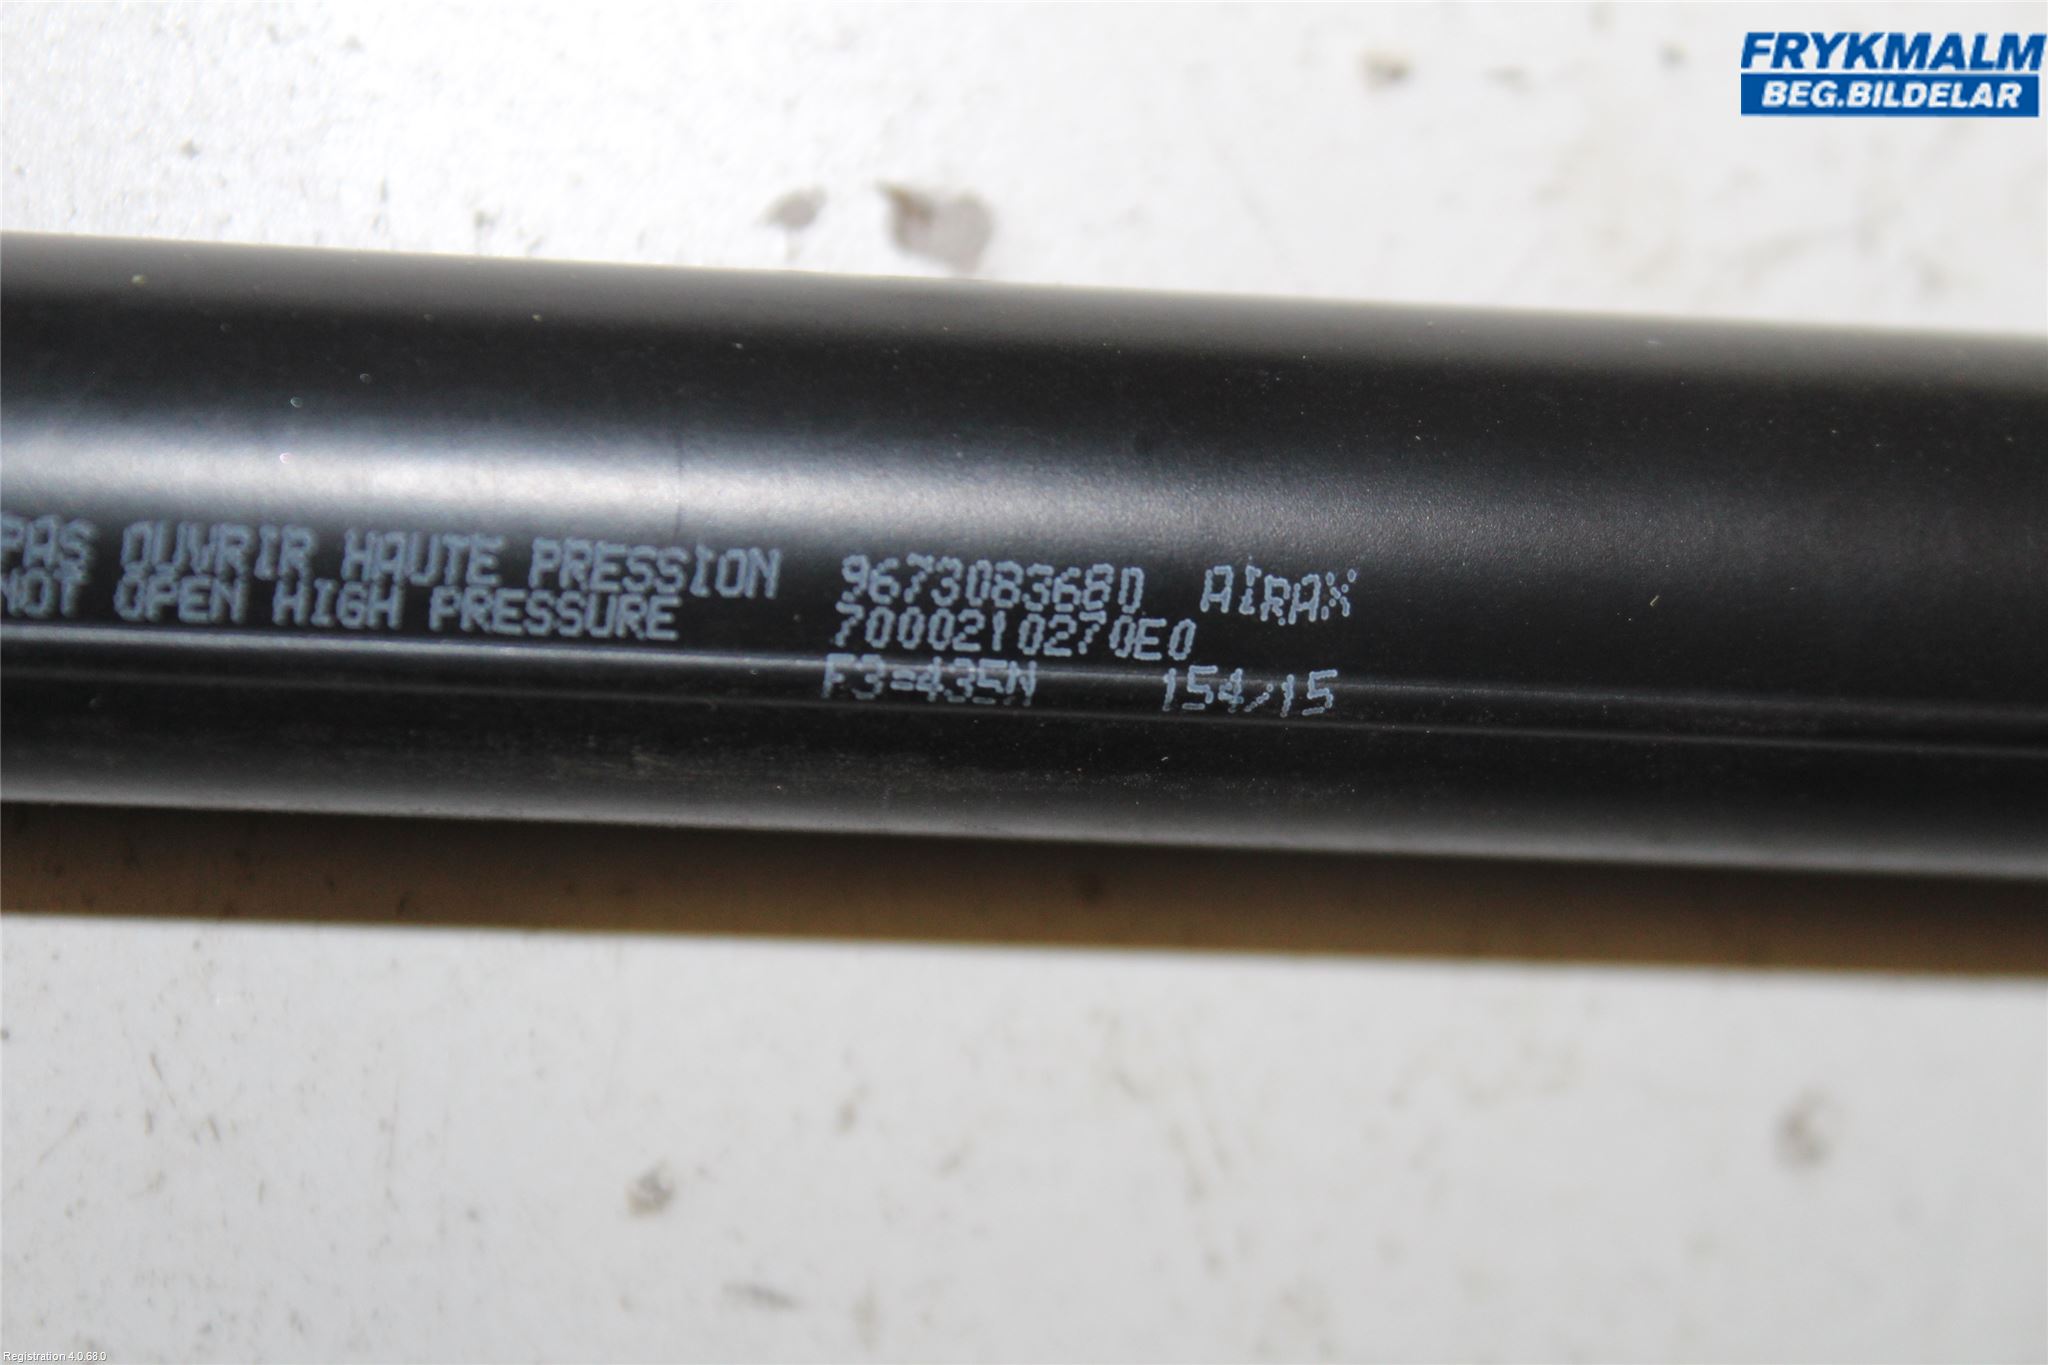 FRYKMALM
BEG.BILDELAR
PAS OUVRIR HAUTE PRESSION 9673083680 AIRAX
NOT OPEN HIGH PRESSURE 7000210270E0
F3=435N 154/15
Registration 4.0.68.0